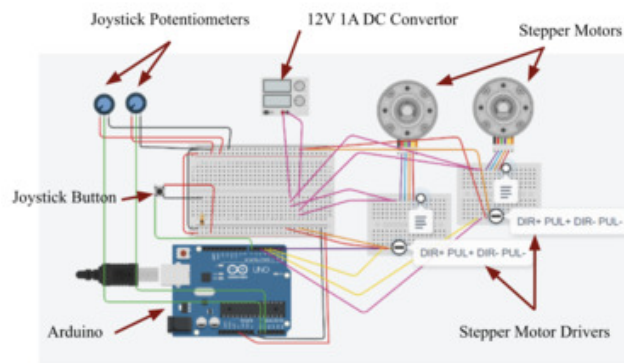 Joystick Potentiometers
12V 1A DC Convertor
Stepper Motors
Joystick Button
DIR+ PUL+ DIR- PUL-
DIR+ PUL+ DIR- PUL-
UNO
Arduino
Stepper Motor Drivers